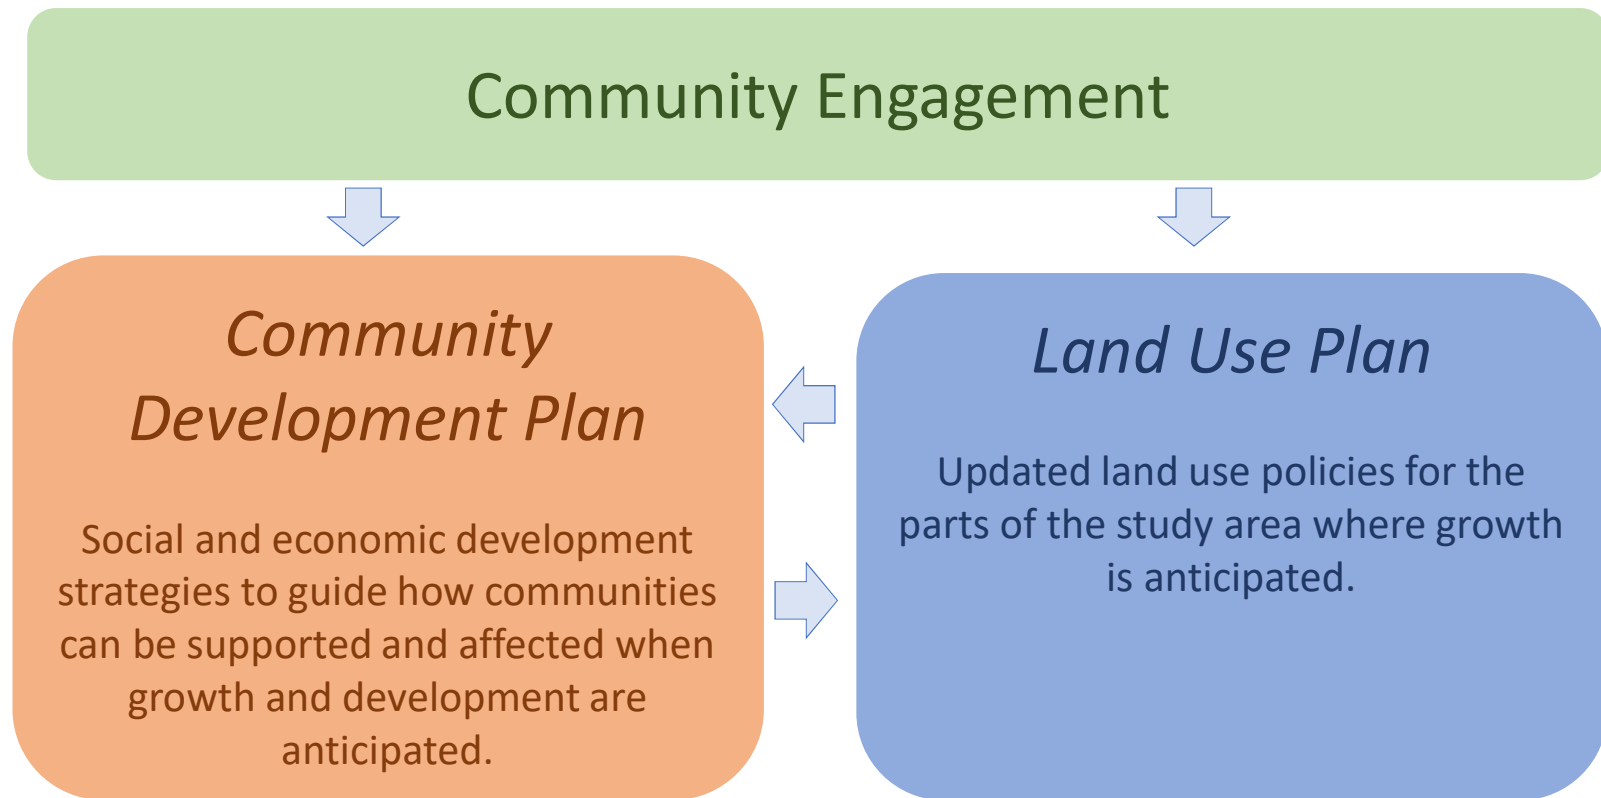 Community Engagement
Community
Development Plan
Social and economic development
strategies to guide how communities
can be supported and affected when
growth and development are
anticipated.
Land Use Plan
Updated land use policies for the
parts of the study area where growth
is anticipated.